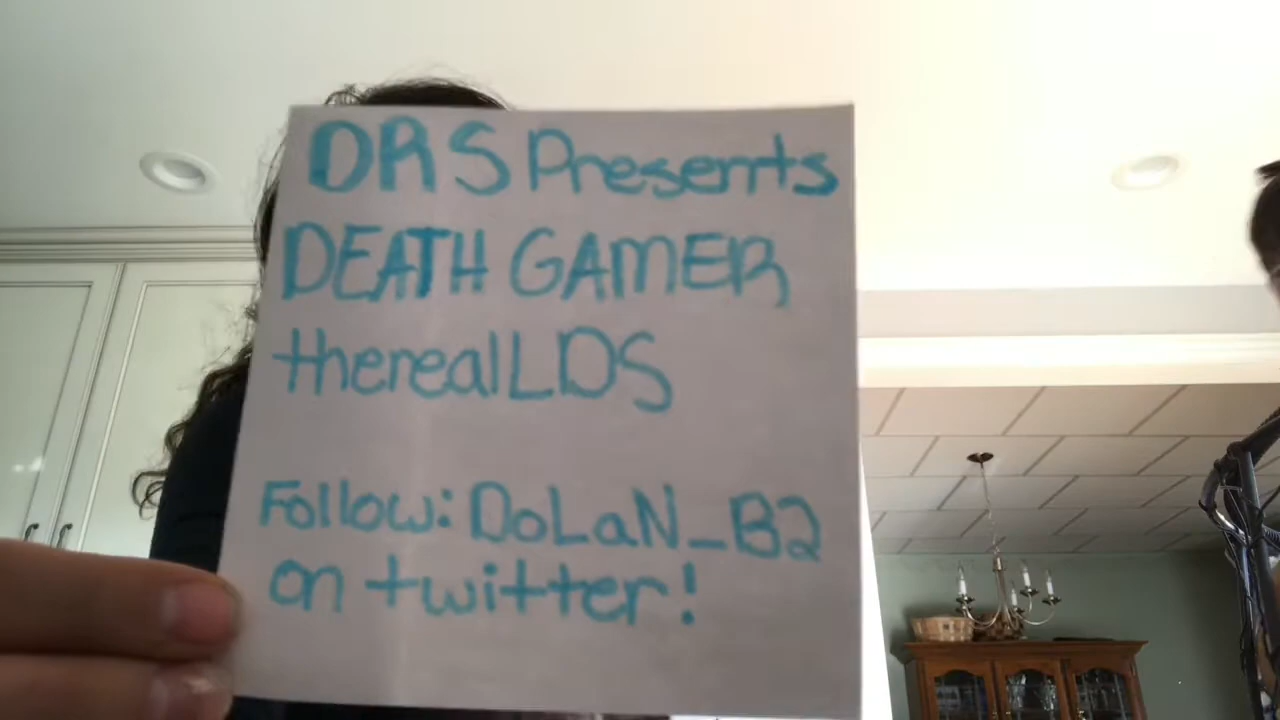 DRS Presents
DEATH GAMER
therealLDS
Follow: DoLaN_B2
on twitter!